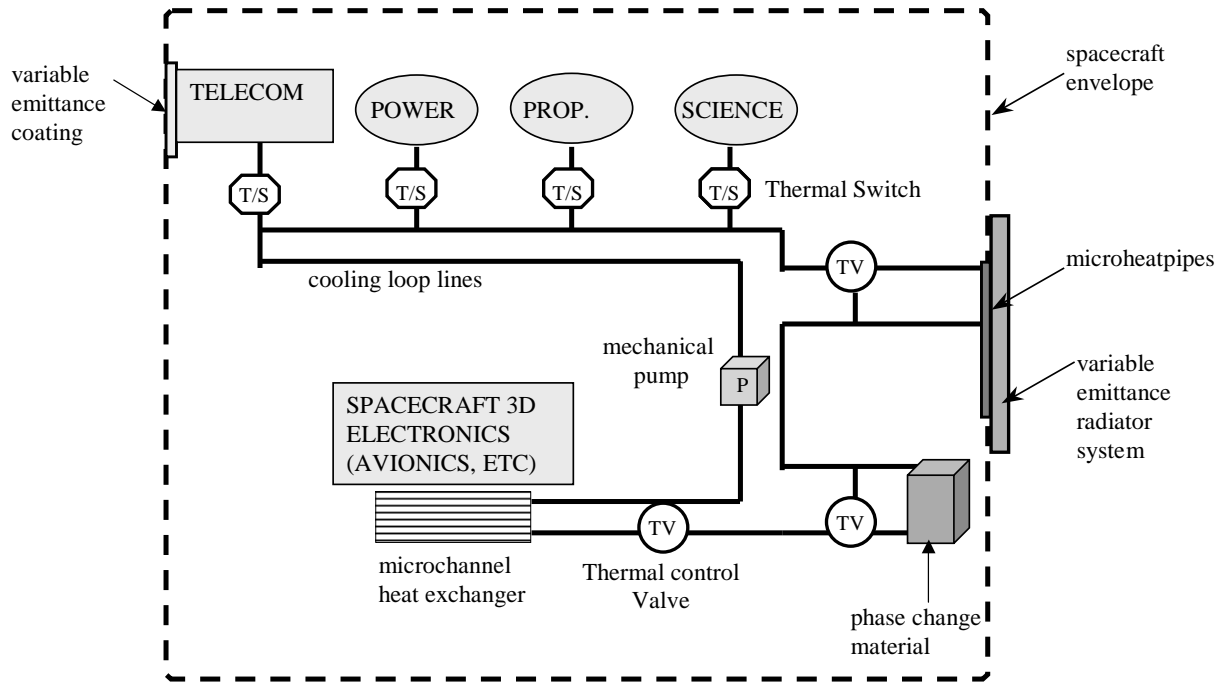 variable
emittance
coating
TELECOM
POWER
PROP.
SCIENCE
spacecraft
envelope
T/S
T/S
T/S
T/S
Thermal Switch
cooling loop lines
TV
microheatpipes
mechanical
pump
P
variable
emittance
radiator
system
SPACECRAFT 3D
ELECTRONICS
(AVIONICS, ETC)
TV
TV
microchannel
heat exchanger
Thermal control
Valve
phase change
material